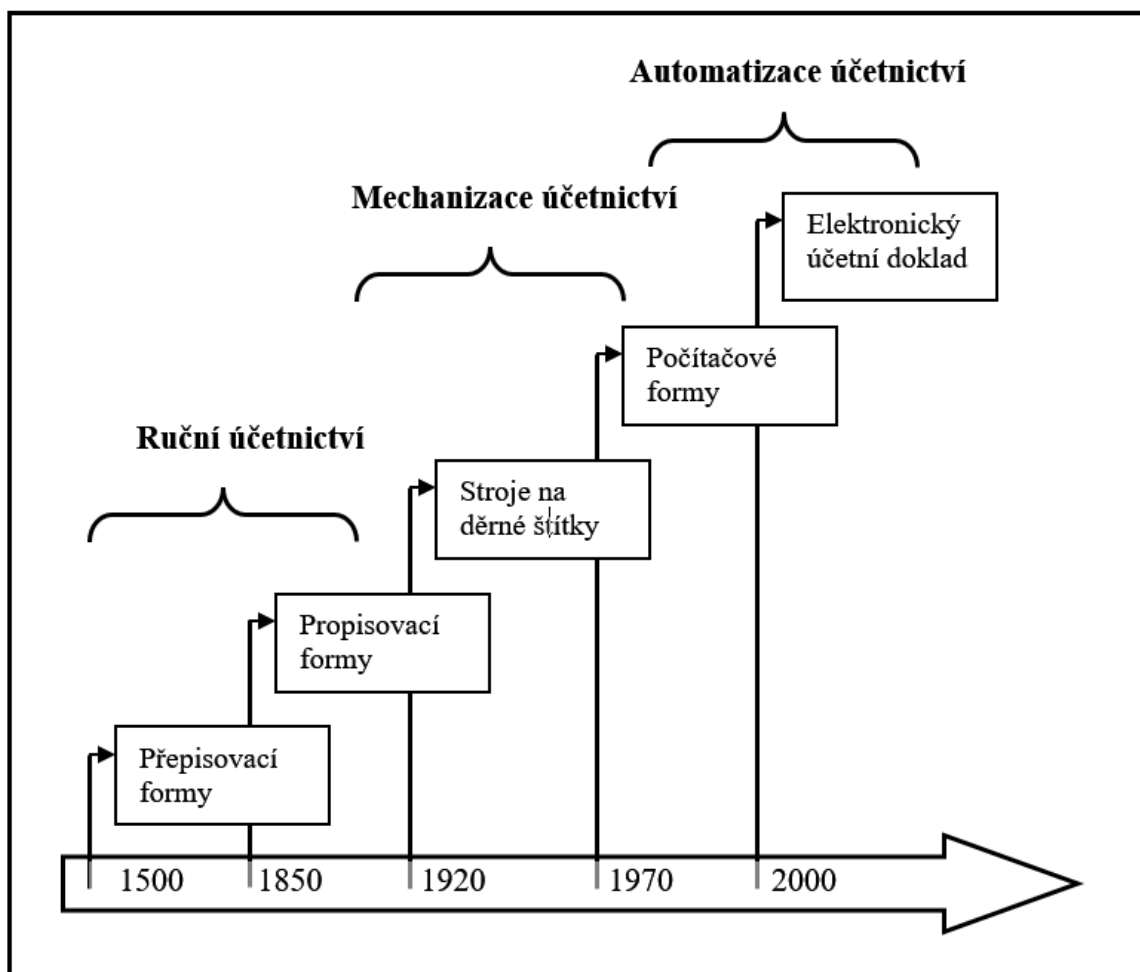 Automatizace účetnictví
Mechanizace účetnictví
Elektronický
účetní doklad
Počítačové
formy
Ruční účetnictví
Stroje na
děrné štítky
Propisovací
formy
Přepisovací
formy
1500 1850 1920 1970 2000